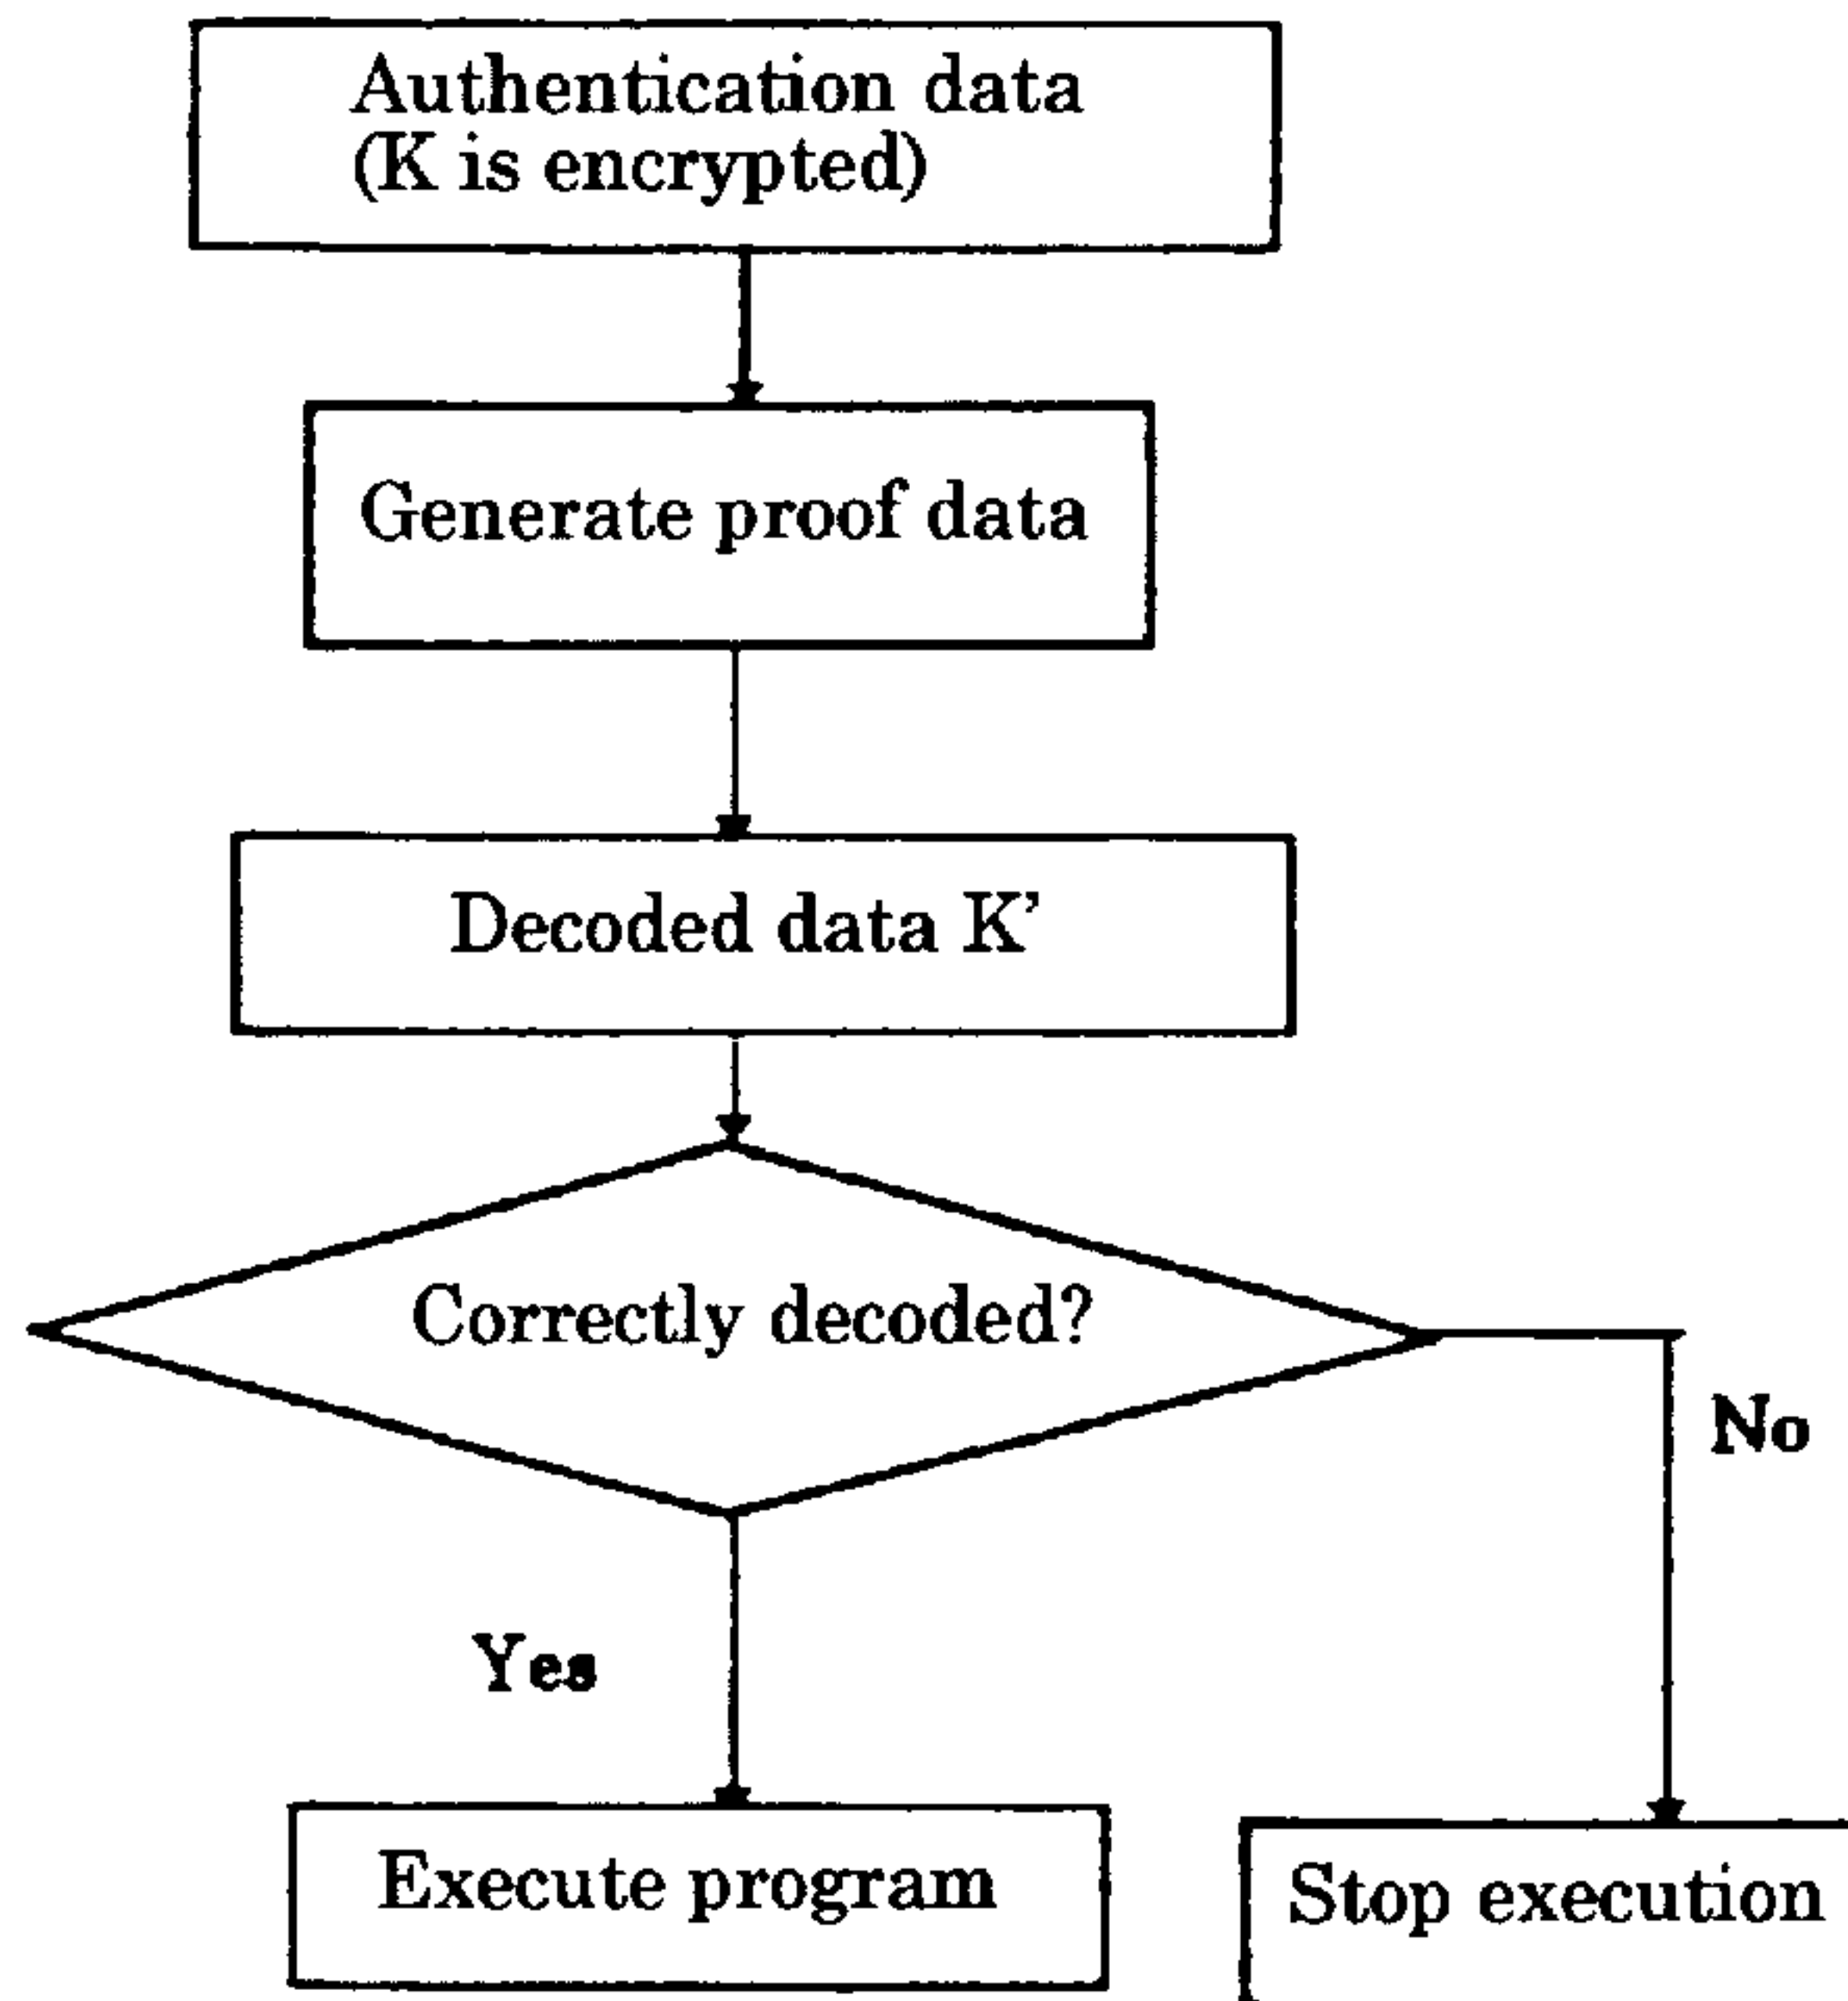 Authentication data
(K is encrypted)
Generate proof data
Decoded data K'
Correctly decoded?
No
Yes
Execute program
Stop execution